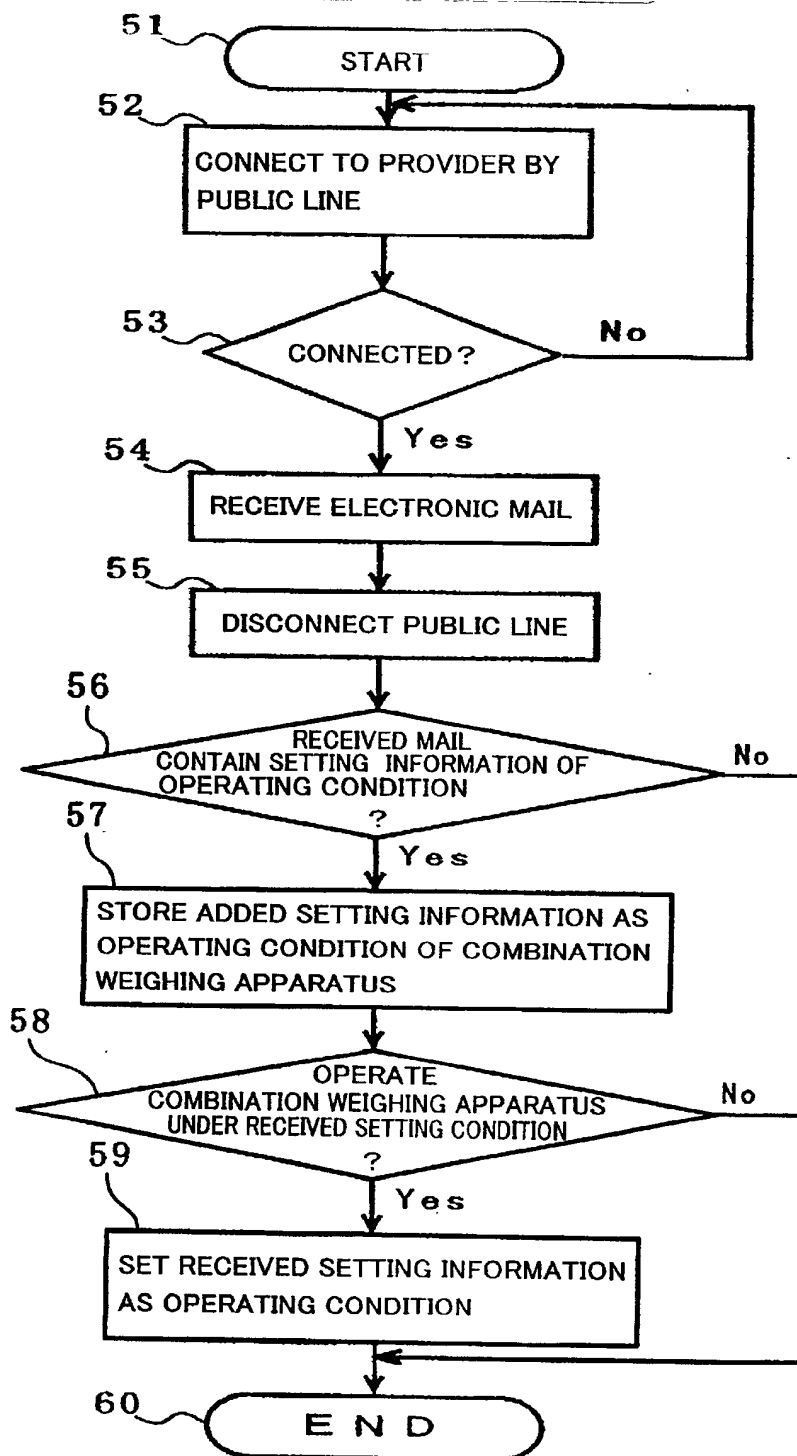 51
START
52
CONNECT TO PROVIDER BY
PUBLIC LINE
53
CONNECTED?
No
Yes
54
RECEIVE ELECTRONIC MAIL
55
DISCONNECT PUBLIC LINE
56
RECEIVED MAIL
CONTAIN SETTING INFORMATION OF
OPERATING CONDITION
?
No
Yes
57
STORE ADDED SETTING INFORMATION AS
OPERATING CONDITION OF COMBINATION
WEIGHING APPARATUS
58
OPERATE
COMBINATION WEIGHING APPARATUS
UNDER RECEIVED SETTING CONDITION
?
No
Yes
59
SET RECEIVED SETTING INFORMATION
AS OPERATING CONDITION
60
END